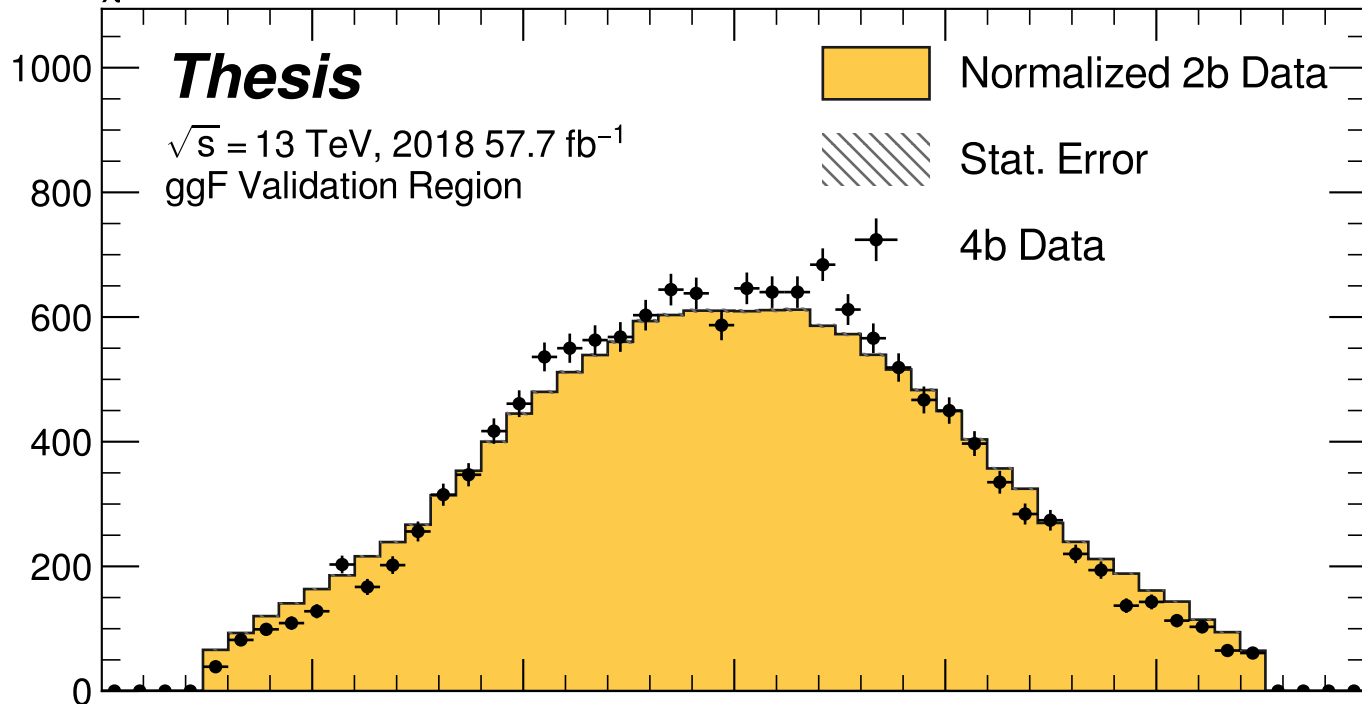 1000
800
600
400
200
0
Thesis
√s = 13 TeV, 2018 57.7 fb⁻¹
ggF Validation Region
Normalized 2b Data
Stat. Error
4b Data